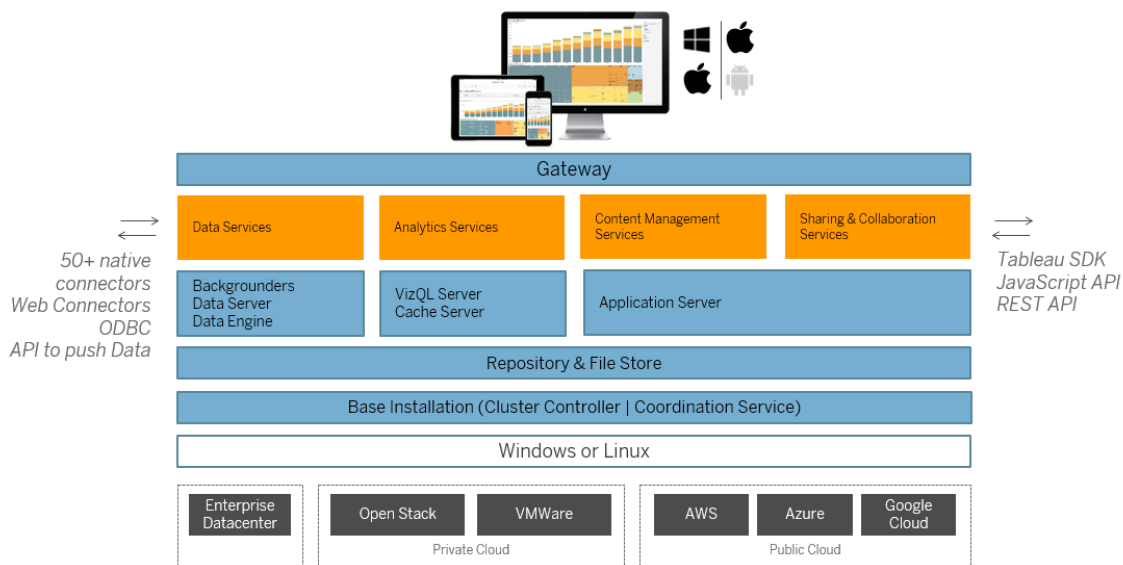 Gateway
Data Services
Analytics Services
Content Management
Services
Sharing & Collaboration
Services
50+ native
connectors
Web Connectors
ODBC
API to push Data
Backgrounders
Data Server
Data Engine
VizQL Server
Cache Server
Application Server
Tableau SDK
JavaScript API
REST API
Repository & File Store
Base Installation (Cluster Controller | Coordination Service)
Windows or Linux
Enterprise
Datacenter
Open Stack
VMWare
Private Cloud
AWS
Azure
Google
Cloud
Public Cloud